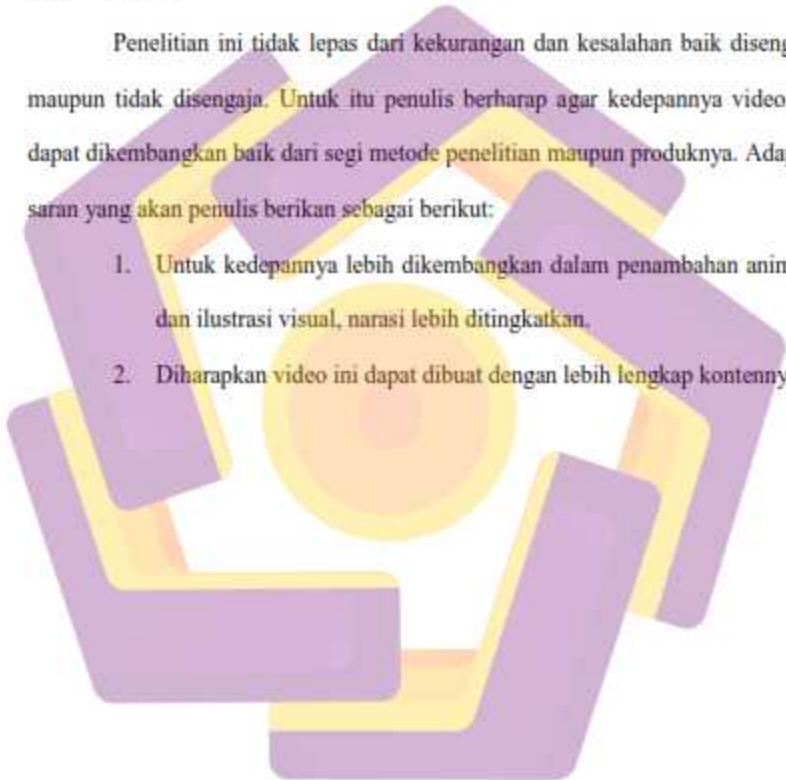 Penelitian ini tidak lepas dari kekurangan dan kesalahan baik diseng
maupun tidak disengaja. Untuk itu penulis berharap agar kedepannya video
dapat dikembangkan baik dari segi metode penelitian maupun produknya. Ada
saran yang akan penulis berikan sebagai berikut:
1. Untuk kedepannya lebih dikembangkan dalam penambahan anim
dan ilustrasi visual, narasi lebih ditingkatkan.
2. Diharapkan video ini dapat dibuat dengan lebih lengkap kontenny